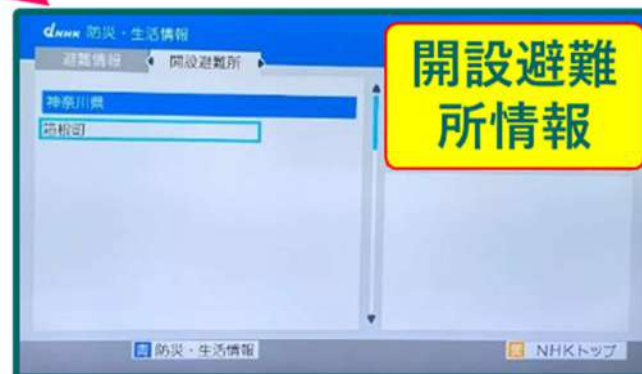 dNHK 防災・生活情報
避難情報
開設避難所
神奈川県
箱根町
開設避難
所情報
青 防災・生活情報
黄 NHKトップ